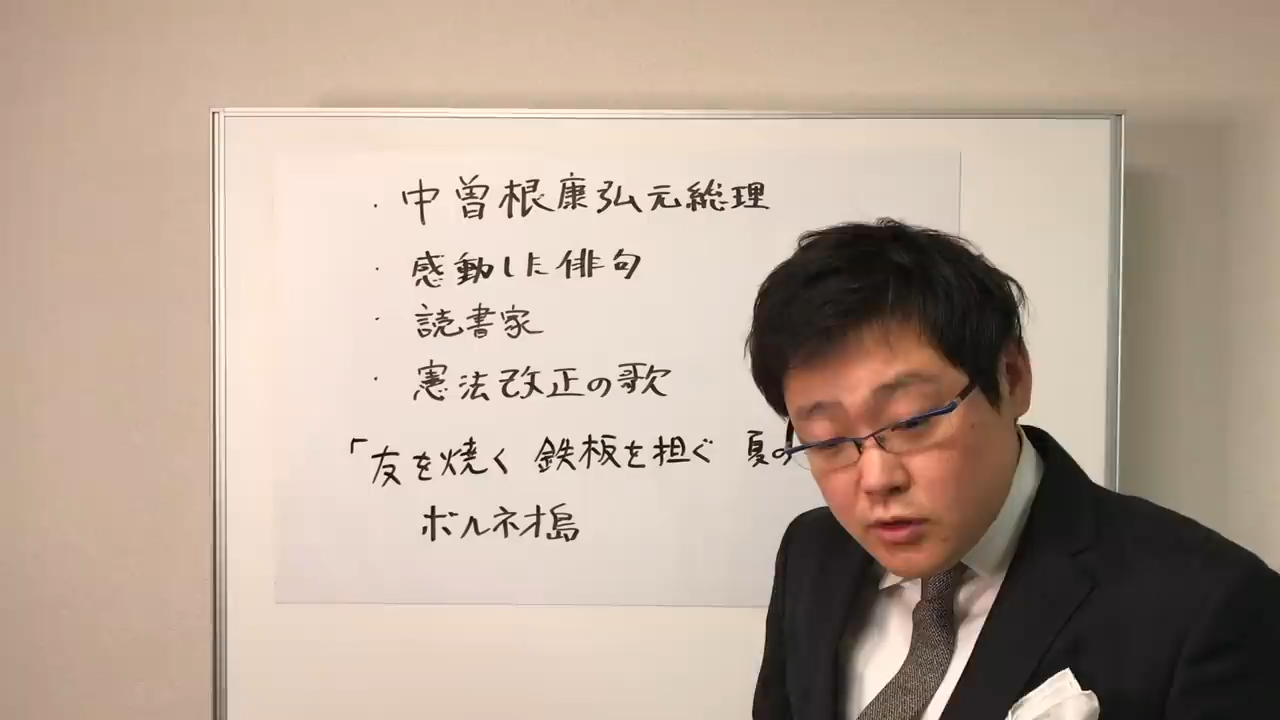 ・中曽根康弘元総理
・感動した俳句
・読書家
・憲法改正の歌
「友を焼く 鉄板を担ぐ 夏の
ボルネオ島